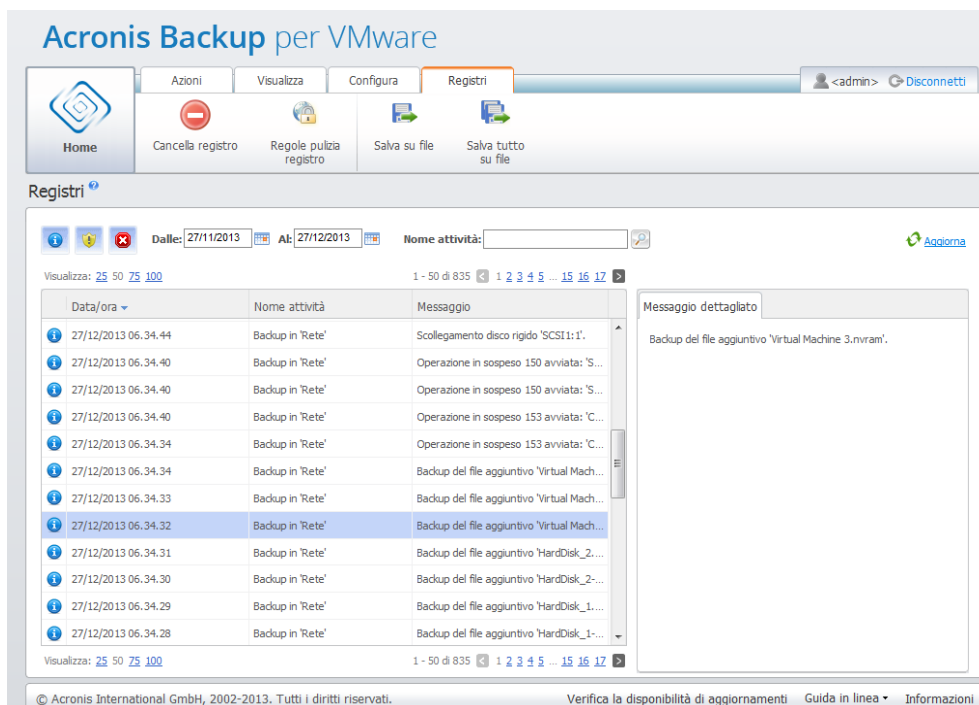 Acronis Backup per VMware
Azioni Visualizza Configura Registri
<admin> Disconnetti
Home
Cancella registro Regole pulizia registro Salva su file Salva tutto su file
Registri
Dalle: 27/11/2013 Al: 27/12/2013 Nome attività: Aggiorna
Visualizza: 25 50 75 100 1 - 50 di 835 1 2 3 4 5 ... 15 16 17
Data/ora Nome attività Messaggio
27/12/2013 06.34.44 Backup in 'Rete' Scollegamento disco rigido 'SCSI1:1'.
27/12/2013 06.34.40 Backup in 'Rete' Operazione in sospeso 150 avviata: 'S...
27/12/2013 06.34.40 Backup in 'Rete' Operazione in sospeso 150 avviata: 'S...
27/12/2013 06.34.40 Backup in 'Rete' Operazione in sospeso 153 avviata: 'C...
27/12/2013 06.34.34 Backup in 'Rete' Operazione in sospeso 153 avviata: 'C...
27/12/2013 06.34.34 Backup in 'Rete' Backup del file aggiuntivo 'Virtual Mach...
27/12/2013 06.34.33 Backup in 'Rete' Backup del file aggiuntivo 'Virtual Mach...
27/12/2013 06.34.32 Backup in 'Rete' Backup del file aggiuntivo 'Virtual Mach...
27/12/2013 06.34.31 Backup in 'Rete' Backup del file aggiuntivo 'HardDisk_2....
27/12/2013 06.34.30 Backup in 'Rete' Backup del file aggiuntivo 'HardDisk_2-...
27/12/2013 06.34.29 Backup in 'Rete' Backup del file aggiuntivo 'HardDisk_1....
27/12/2013 06.34.28 Backup in 'Rete' Backup del file aggiuntivo 'HardDisk_1-...
Visualizza: 25 50 75 100 1 - 50 di 835 1 2 3 4 5 ... 15 16 17
Messaggio dettagliato
Backup del file aggiuntivo 'Virtual Machine 3.nvram'.
© Acronis International GmbH, 2002-2013. Tutti i diritti riservati. Verifica la disponibilità di aggiornamenti Guida in linea Informazioni